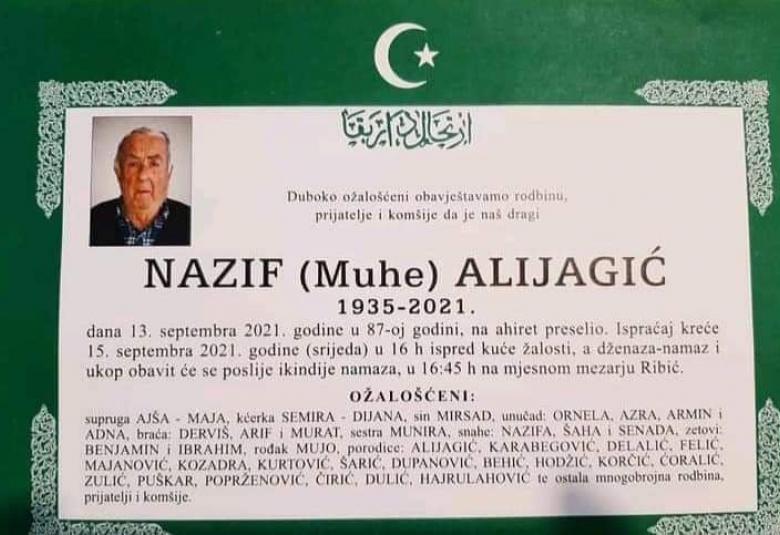 Duboko ožalošćeni obavještavamo rodbinu,
prijatelje i komšije da je naš dragi
NAZIF (Muhe) ALIJAGIĆ
1935-2021.
dana 13. septembra 2021. godine u 87-oj godini, na ahiret preselio. Ispraćaj kreće
15. septembra 2021. godine (srijeda) u 16 h ispred kuće žalosti, a dženaza-namaz i
ukop obavit će se poslije ikindije namaza, u 16:45 h na mjesnom mezarju Ribić.
OŽALOŠĆENI:
supruga AJŠA - MAJA, kćerka SEMIRA - DIJANA, sin MIRSAD, unučad: ORNELA, AZRA, ARMIN i
ADNA, braća: DERVIŠ, ARIF i MURAT, sestra MUNIRA, snahe: NAZIFA, ŠAHA i SENADA, zetovi:
BENJAMIN i IBRAHIM, rođak MUJO, porodice: ALIJAGIĆ, KARABEGOVIĆ, DELALIĆ, FELIĆ,
MAJANOVIĆ, KOZADRA, KURTOVIĆ, ŠARIĆ, DUPANOVIĆ, BEHIĆ, HODŽIĆ, KORČIĆ, ĆORALIĆ,
ZULIĆ, PUŠKAR, POPRŽENOVIĆ, ČIRIĆ, DULIĆ, HAJRULAHOVIĆ te ostala mnogobrojna rodbina,
prijatelji i komšije.